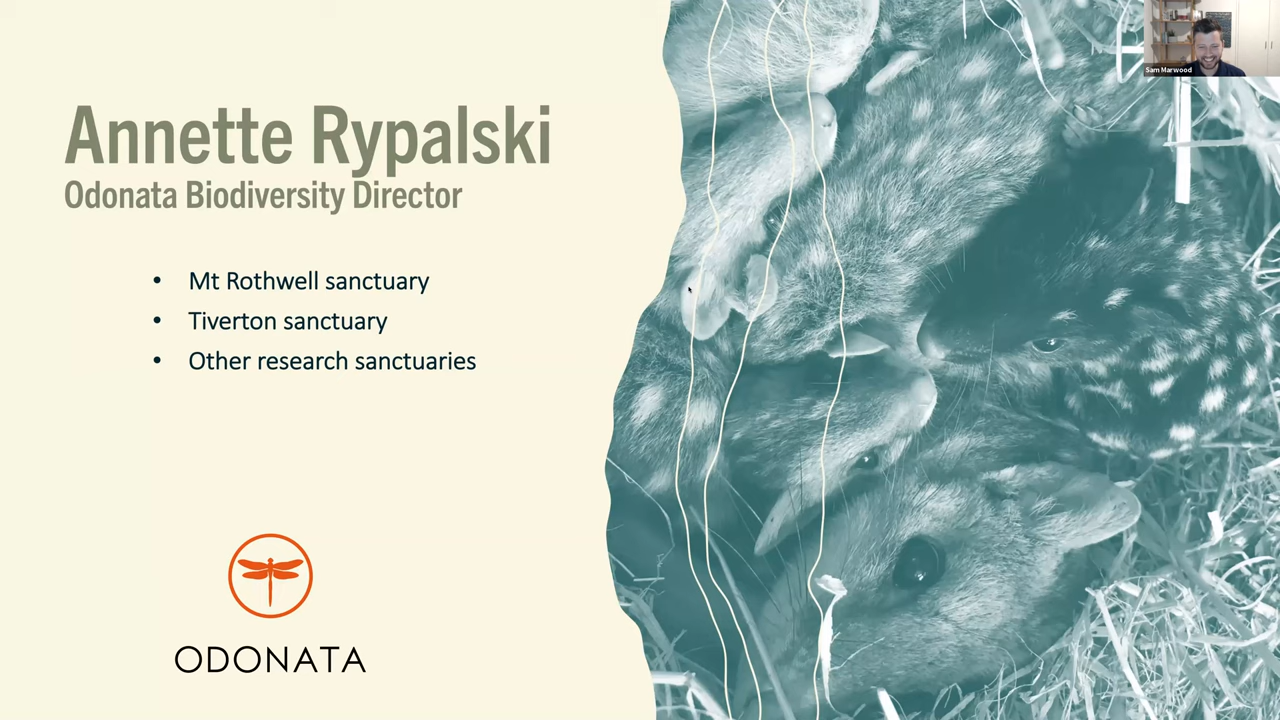 Annette Rypalski
Odonata Biodiversity Director
• Mt Rothwell sanctuary
• Tiverton sanctuary
• Other research sanctuaries
ODONATA
Sam Marwood